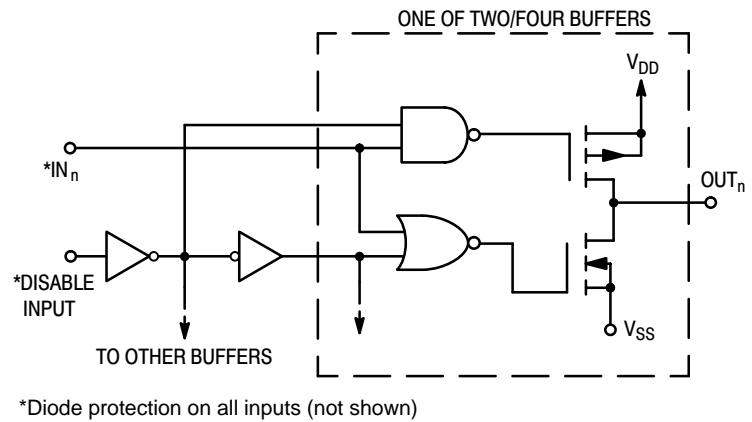 ONE OF TWO/FOUR BUFFERS
VDD
*INn
OUTn
*DISABLE
INPUT
TO OTHER BUFFERS
VSS
*Diode protection on all inputs (not shown)